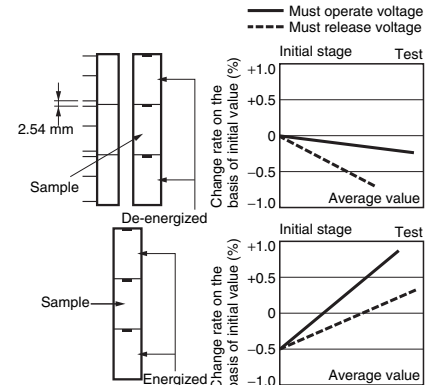 Must operate voltage
Must release voltage
Initial stage Test
Change rate on the
basis of initial value (%)
+1.0
+0.5
0
−0.5
−1.0
Average value
2.54 mm
Sample
De-energized
Initial stage Test
Change rate on the
basis of initial value (%)
+1.0
+0.5
0
−0.5
−1.0
Average value
Sample
Energized